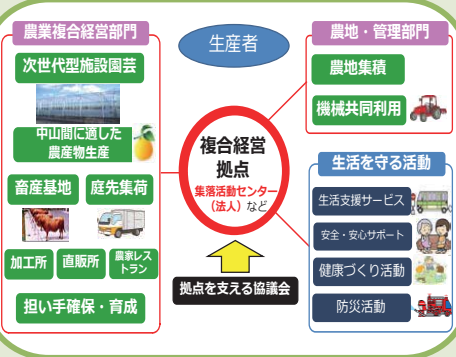 農業複合経営部門
次世代型施設園芸
中山間に適した
農産物生産
畜産基地
庭先集荷
加工所
直販所
農家レス
トラン
担い手確保・育成
生産者
複合経営
拠点
集落活動センター
(法人)など
拠点を支える協議会
農地・管理部門
農地集積
機械共同利用
生活を守る活動
生活支援サービス
安全・安心サポート
健康づくり活動
防災活動